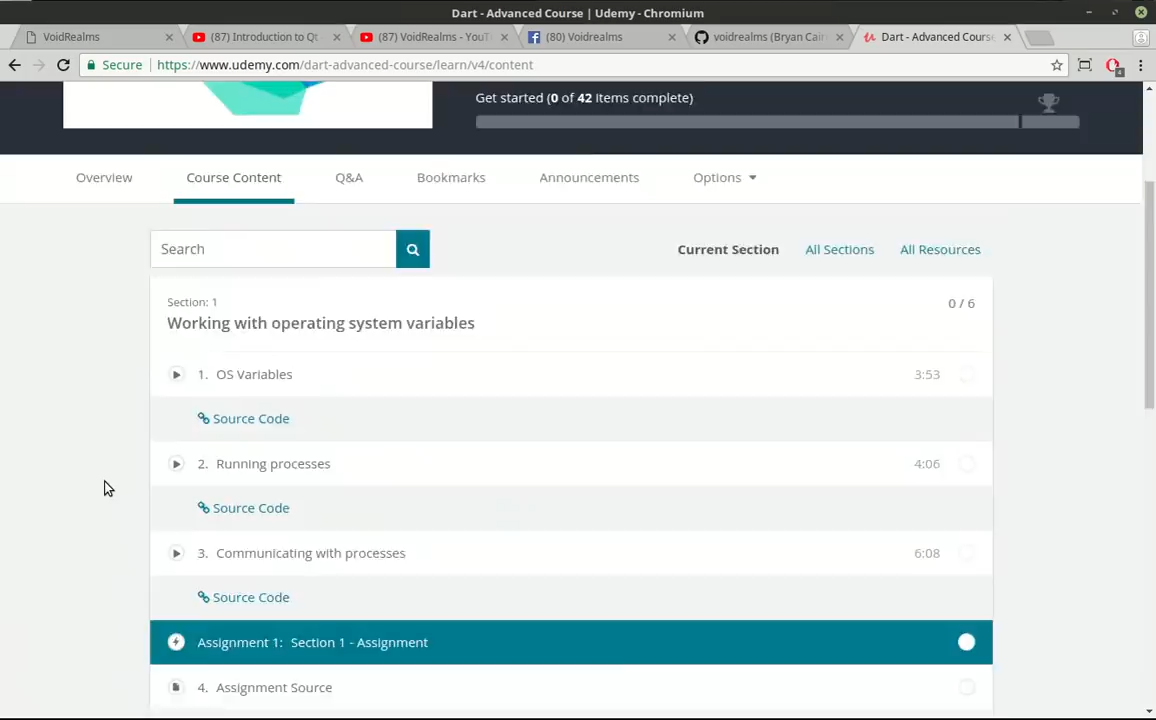 Dart - Advanced Course | Udemy - Chromium
VoidRealms
(87) Introduction to Qt -
(87) VoidRealms - YouT
(80) Voidrealms
voidrealms (Bryan Cair
Dart - Advanced Course
Secure
https://www.udemy.com/dart-advanced-course/learn/v4/content
4
Get started (0 of 42 items complete)
Overview
Course Content
Q&A
Bookmarks
Announcements
Options
Search
Current Section
All Sections
All Resources
Section: 1
0 / 6
Working with operating system variables
1. OS Variables
3:53
Source Code
2. Running processes
4:06
Source Code
3. Communicating with processes
6:08
Source Code
Assignment 1: Section 1 - Assignment
4. Assignment Source